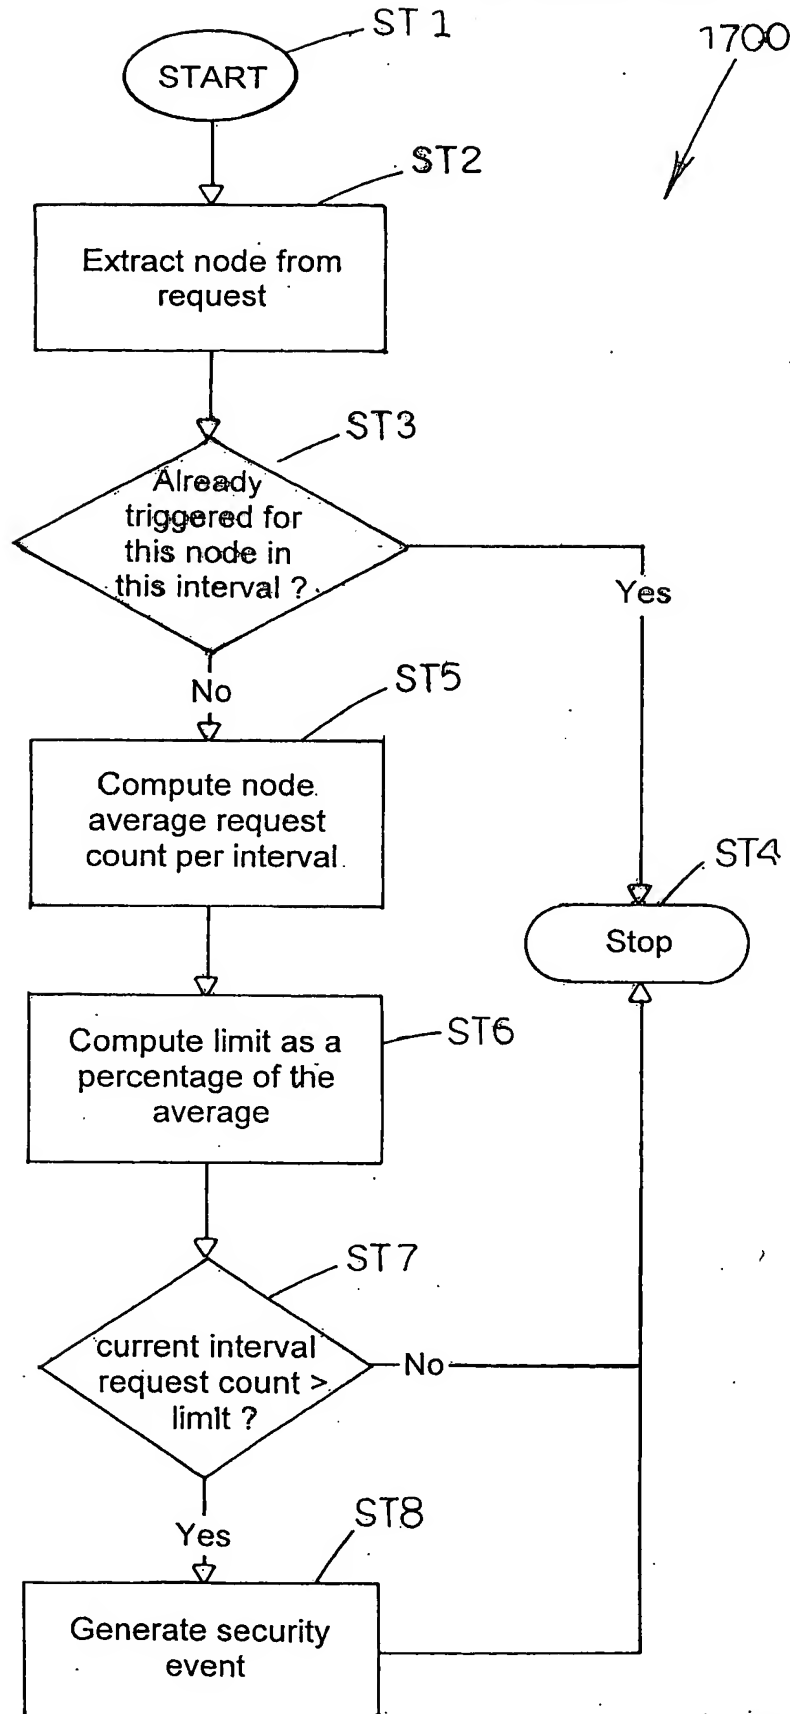 ST 1
1700
START
ST2
Extract node from
request
ST3
Already
triggered for
this node in
this interval ?
Yes
No
ST5
Compute node
average request
count per interval
ST4
Stop
Compute limit as a
percentage of the
average
ST6
ST7
current interval
request count >
limit ?
No
Yes
ST8
Generate security
event